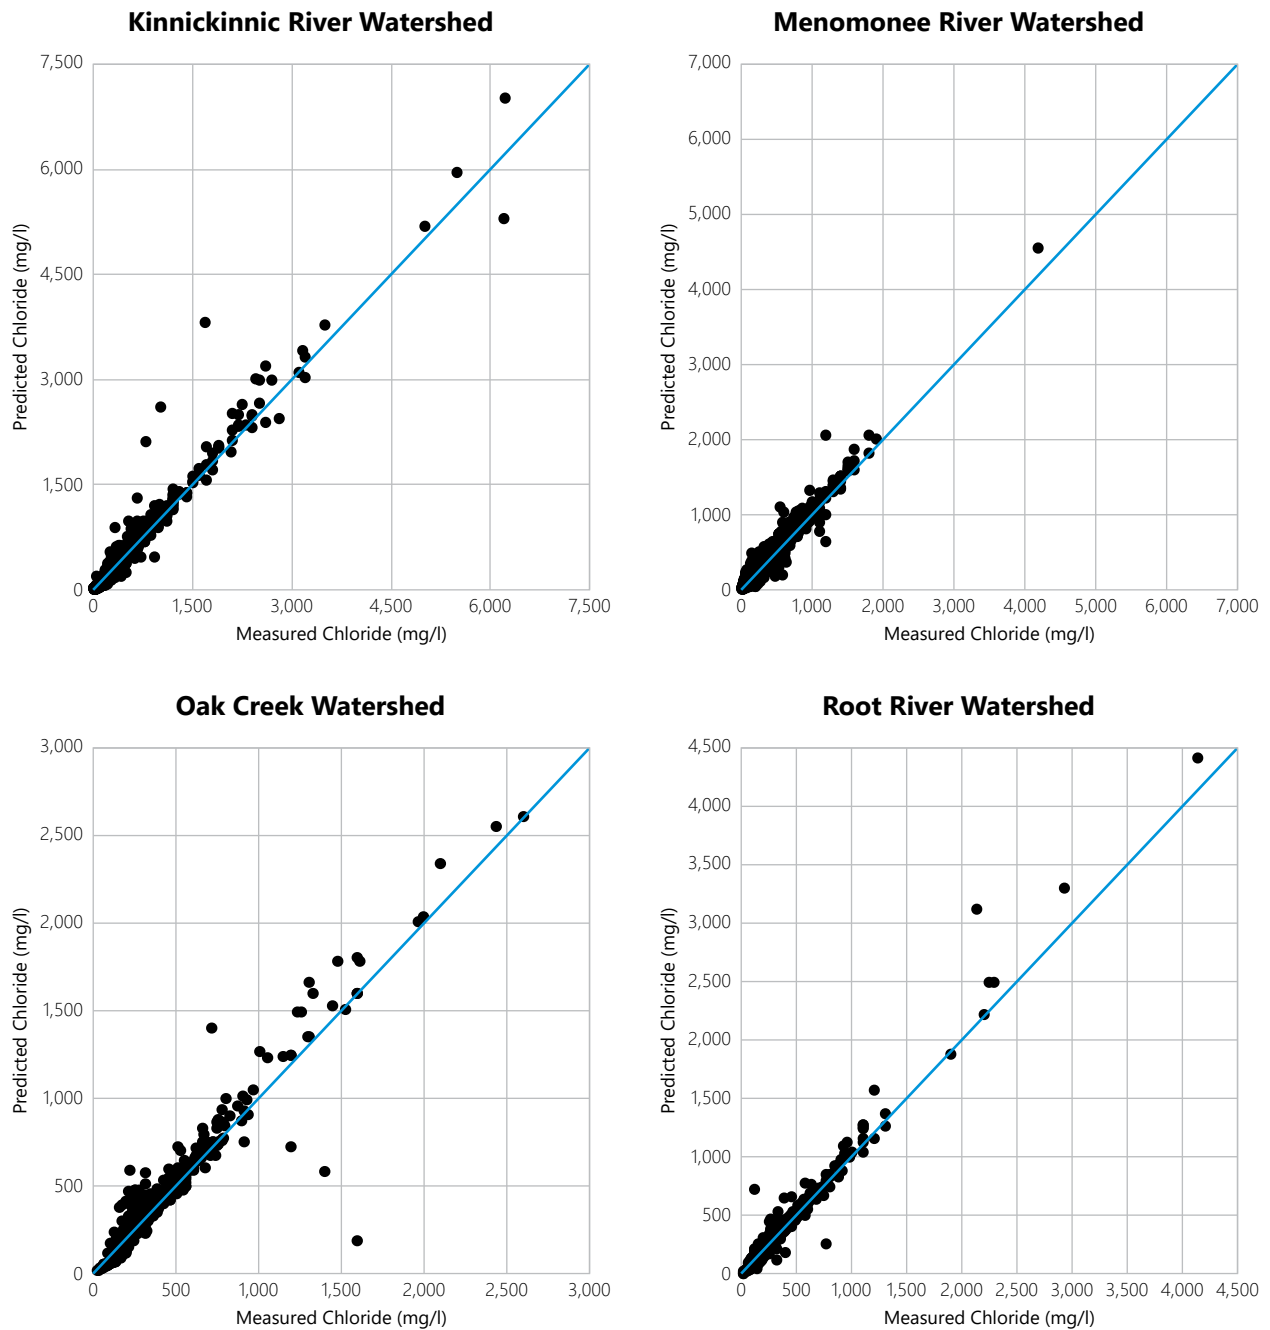 Kinnickinnic River Watershed
7,500
6,000
4,500
3,000
1,500
0
Predicted Chloride (mg/l)
0 1,500 3,000 4,500 6,000 7,500
Measured Chloride (mg/l)
Menomonee River Watershed
7,000
6,000
5,000
4,000
3,000
2,000
1,000
0
Predicted Chloride (mg/l)
0 1,000 2,000 3,000 4,000 5,000 6,000 7,000
Measured Chloride (mg/l)
Oak Creek Watershed
3,000
2,500
2,000
1,500
1,000
500
0
Predicted Chloride (mg/l)
0 500 1,000 1,500 2,000 2,500 3,000
Measured Chloride (mg/l)
Root River Watershed
4,500
4,000
3,500
3,000
2,500
2,000
1,500
1,000
500
0
Predicted Chloride (mg/l)
0 500 1,000 1,500 2,000 2,500 3,000 3,500 4,000 4,500
Measured Chloride (mg/l)